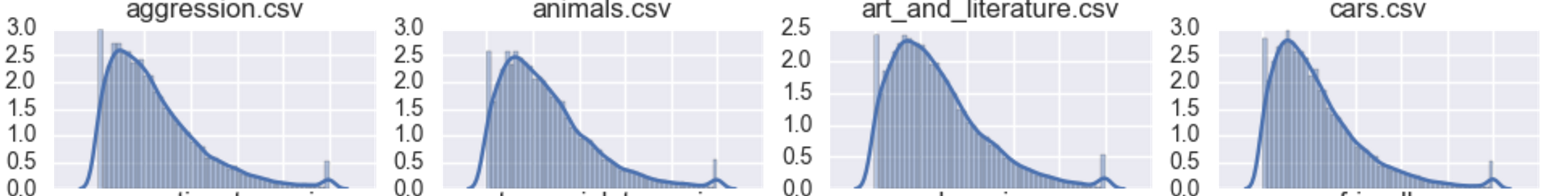 aggression.csv animals.csv art_and_literature.csv cars.csv
3.0 3.0 2.5 3.0
2.5 2.5 2.0 2.5
2.0 2.0 1.5 2.0
1.5 1.5 1.0 1.5
1.0 1.0 0.5 1.0
0.5 0.5 0.0 0.5
0.0 0.0 0.0